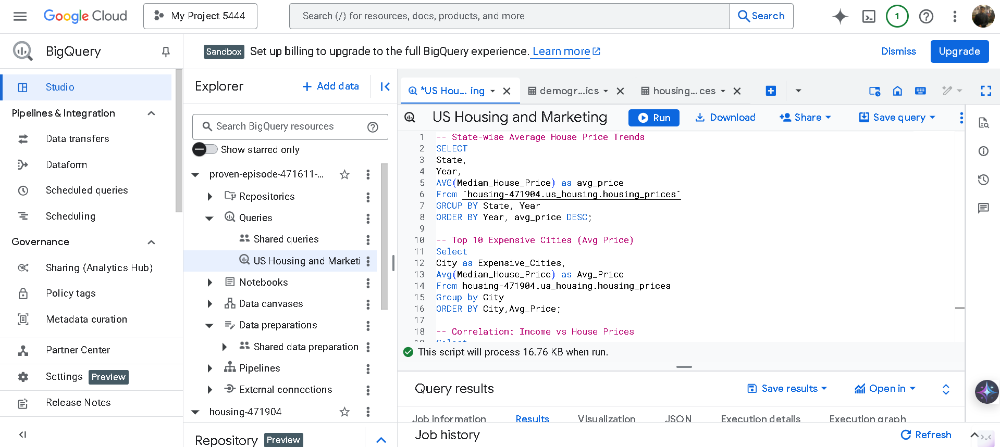 Google Cloud
My Project 5444
Search (/) for resources, docs, products, and more
Search
1
BigQuery
Sandbox Set up billing to upgrade to the full BigQuery experience. Learn more
Dismiss
Upgrade
Studio
Pipelines & Integration
Data transfers
Dataform
Scheduled queries
Scheduling
Governance
Sharing (Analytics Hub)
Policy tags
Metadata curation
Partner Center
Settings Preview
Release Notes
Explorer
+ Add data
Search BigQuery resources
Show starred only
proven-episode-471611-...
Repositories
Queries
Shared queries
US Housing and Marketi
Notebooks
Data canvases
Data preparations
Shared data preparation
Pipelines
External connections
housing-471904
Repository Preview
*US Hou... ing
demogr...ics
housing...ces
US Housing and Marketing
Run
Download
Share
Save query
1 -- State-wise Average House Price Trends
2 SELECT
3 State,
4 Year,
5 AVG(Median_House_Price) as avg_price
6 From `housing-471904.us_housing.housing_prices`
7 GROUP BY State, Year
8 ORDER BY Year, avg_price DESC;
9
10 -- Top 10 Expensive Cities (Avg Price)
11 Select
12 City as Expensive_Cities,
13 Avg(Median_House_Price) as Avg_Price
14 From housing-471904.us_housing.housing_prices
15 Group by City
16 ORDER BY City,Avg_Price;
17
18 -- Correlation: Income vs House Prices
19 Select
This script will process 16.76 KB when run.
Query results
Save results
Open in
Job information
Results
Visualization
JSON
Execution details
Execution graph
Job history
Refresh